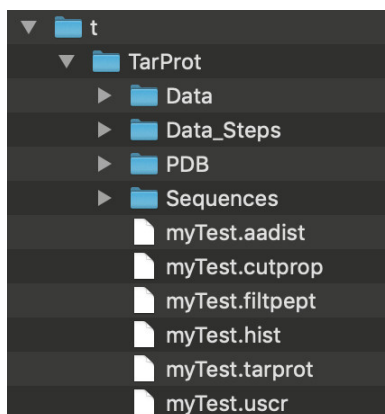 t
TarProt
Data
Data_Steps
PDB
Sequences
myTest.aadist
myTest.cutprop
myTest.filtpept
myTest.hist
myTest.tarprot
myTest.uscr